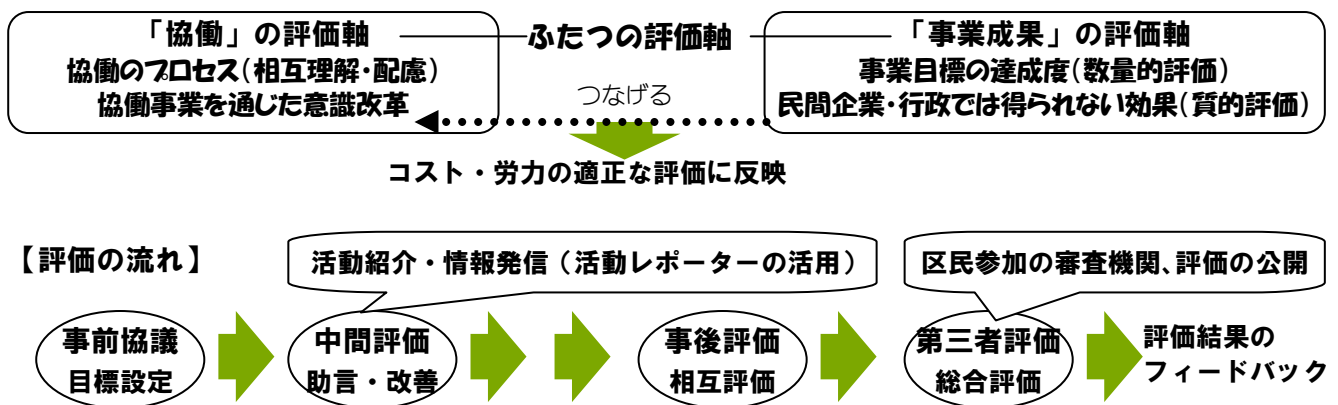 「協働」の評価軸
協働のプロセス(相互理解・配慮)
協働事業を通じた意識改革
ふたつの評価軸
つなげる
「事業成果」の評価軸
事業目標の達成度(数量的評価)
民間企業・行政では得られない効果(質的評価)
コスト・労力の適正な評価に反映
【評価の流れ】
活動紹介・情報発信(活動レポーターの活用)
区民参加の審査機関、評価の公開
事前協議
目標設定
中間評価
助言・改善
事後評価
相互評価
第三者評価
総合評価
評価結果の
フィードバック